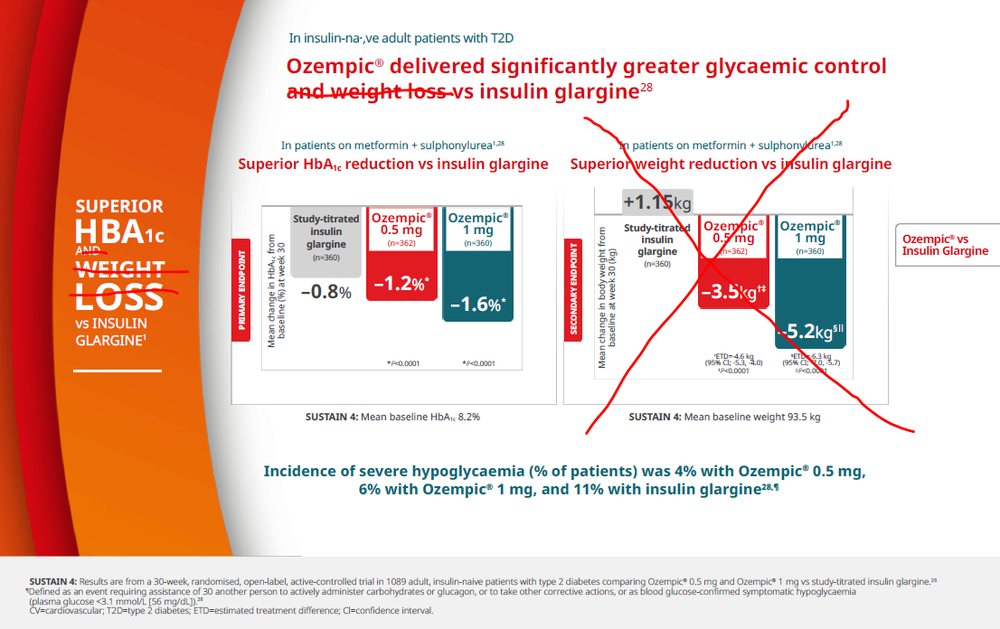 In insulin-na·,ve adult patients with T2D
Ozempic® delivered significantly greater glycaemic control
and weight loss vs insulin glargine28
SUPERIOR
HBA1c
AND
WEIGHT
LOSS
vs INSULIN
GLARGINE1
In patients on metformin + sulphonylurea1,28
Superior HbA1c reduction vs insulin glargine
PRIMARY ENDPOINT
Mean change in HbA1c from
baseline (%) at week 30
Study-titrated
insulin
glargine
(n=360)
–0.8%
Ozempic®
0.5 mg
(n=362)
–1.2%*
Ozempic®
1 mg
(n=360)
–1.6%*
*P<0.0001
*P<0.0001
SUSTAIN 4: Mean baseline HbA1c 8.2%
In patients on metformin + sulphonylurea1,28
Superior weight reduction vs insulin glargine
SECONDARY ENDPOINT
Mean change in body weight from
baseline at week 30 (kg)
+1.15kg
Study-titrated
insulin
glargine
(n=360)
Ozempic®
0.5 mg
(n=362)
–3.5kg†‡
Ozempic®
1 mg
(n=360)
–5.2kg§||
†ETD=-4.6 kg
(95% CI; -5.3, -4.0)
‡P<0.0001
§ETD=-6.3 kg
(95% CI; -7.0, -5.7)
||P<0.0001
SUSTAIN 4: Mean baseline weight 93.5 kg
Ozempic® vs
Insulin Glargine
Incidence of severe hypoglycaemia (% of patients) was 4% with Ozempic® 0.5 mg,
6% with Ozempic® 1 mg, and 11% with insulin glargine28,¶
SUSTAIN 4: Results are from a 30-week, randomised, open-label, active-controlled trial in 1089 adult, insulin-naive patients with type 2 diabetes comparing Ozempic® 0.5 mg and Ozempic® 1 mg vs study-titrated insulin glargine.28
¶Defined as an event requiring assistance of 30 another person to actively administer carbohydrates or glucagon, or to take other corrective actions, or as blood glucose-confirmed symptomatic hypoglycaemia
(plasma glucose <3.1 mmol/L [56 mg/dL]).28
CV=cardiovascular; T2D=type 2 diabetes; ETD=estimated treatment difference; CI=confidence interval.